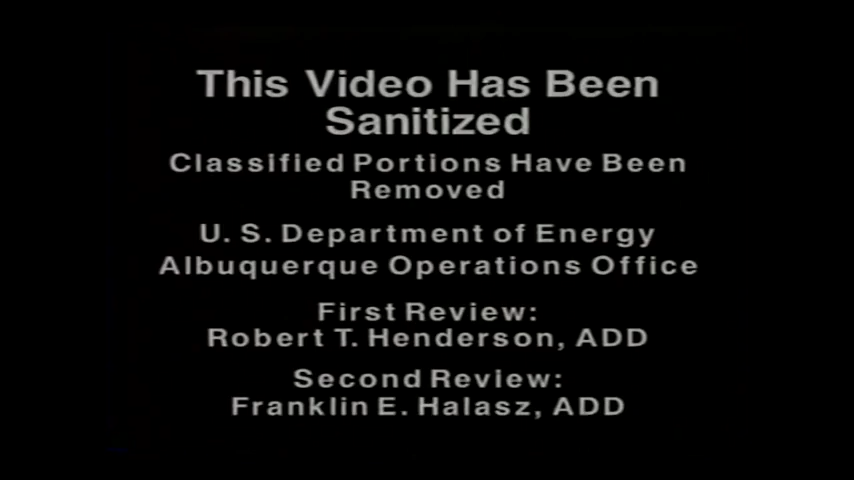 This Video Has Been
Sanitized
Classified Portions Have Been
Removed
U. S. Department of Energy
Albuquerque Operations Office
First Review:
Robert T. Henderson, ADD
Second Review:
Franklin E. Halasz, ADD